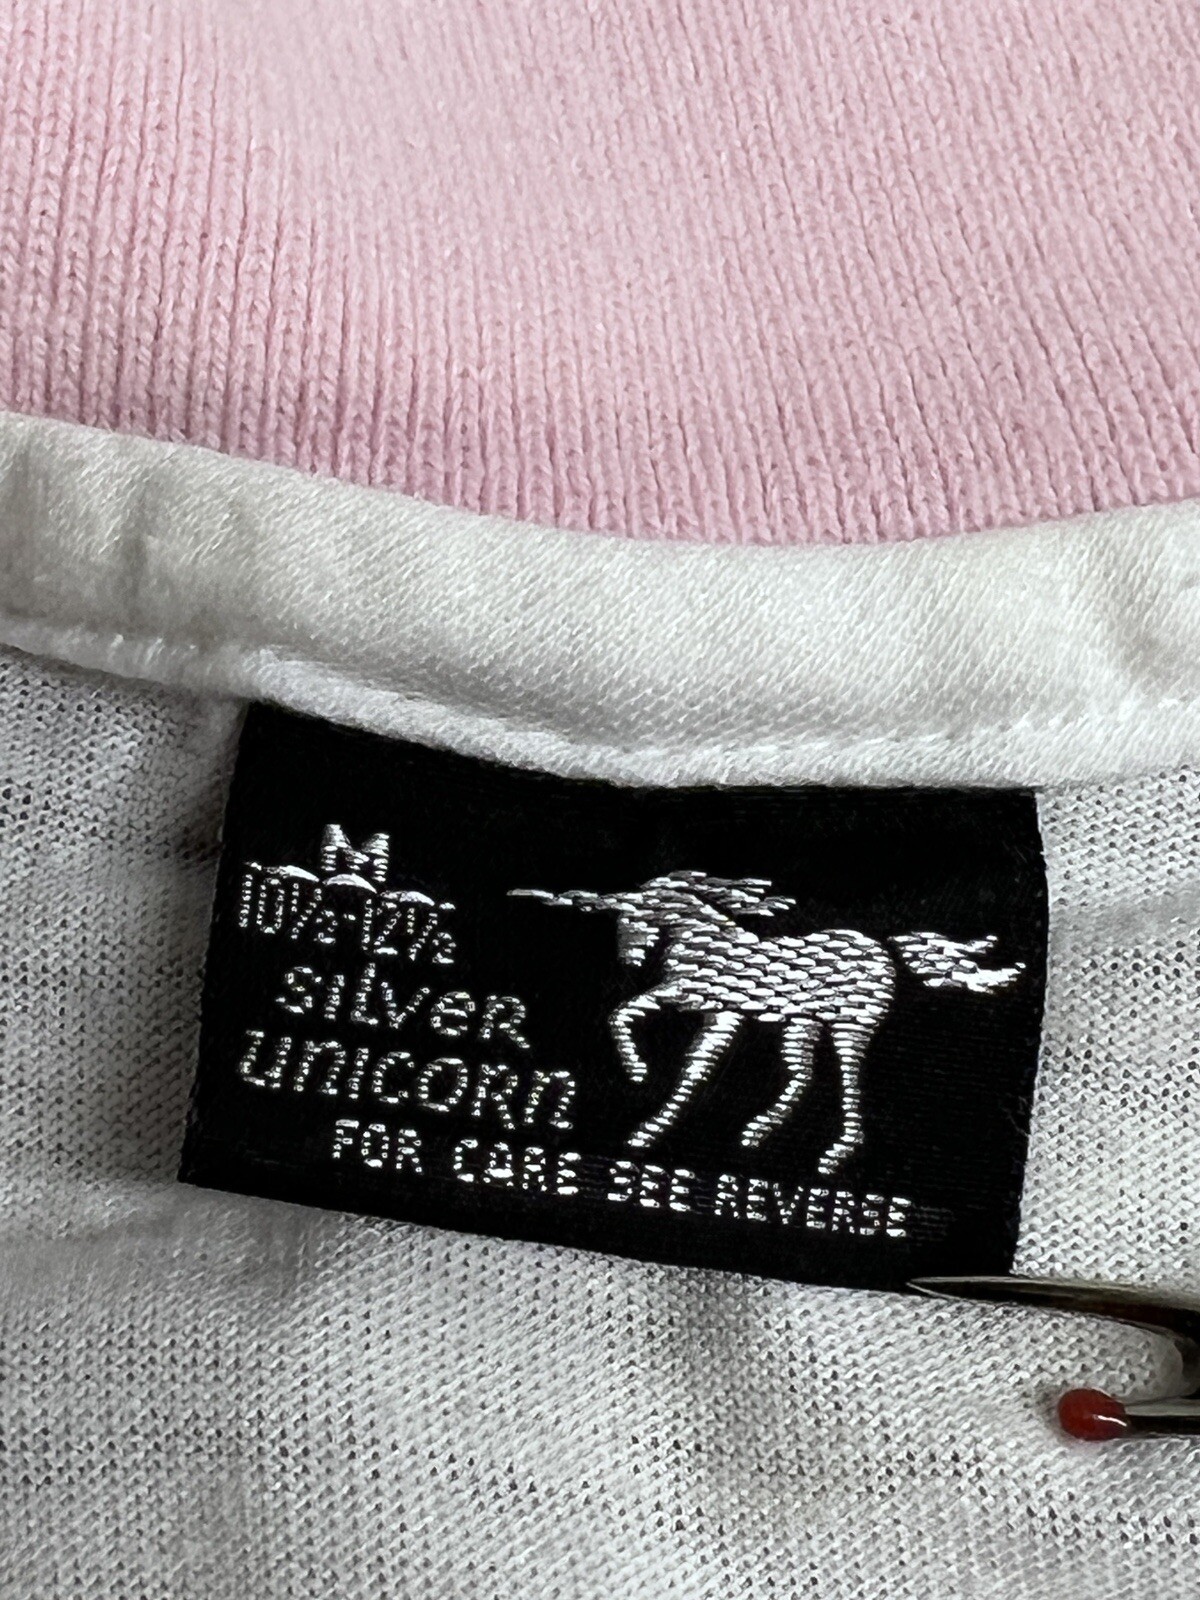 M
10½-12½
silver
unicorn
FOR CARE SEE REVERSE